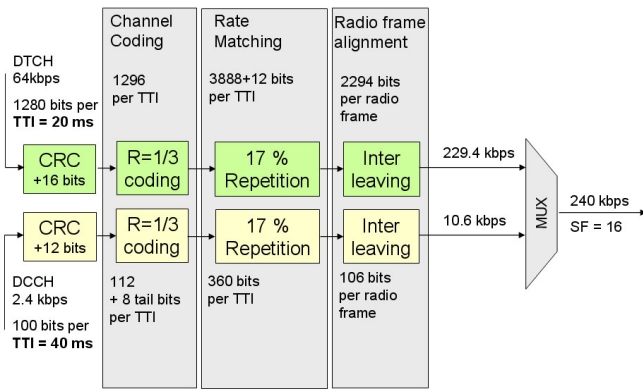 Channel
Coding
Rate
Matching
Radio frame
alignment
DTCH
64kbps
1280 bits per
TTI = 20 ms
1296
per TTI
3888+12 bits
per TTI
2294 bits
per radio
frame
CRC
+16 bits
R=1/3
coding
17 %
Repetition
Inter
leaving
229.4 kbps
CRC
+12 bits
R=1/3
coding
17 %
Repetition
Inter
leaving
10.6 kbps
MUX
240 kbps
SF = 16
DCCH
2.4 kbps
100 bits per
TTI = 40 ms
112
+ 8 tail bits
per TTI
360 bits
per TTI
106 bits
per radio
frame